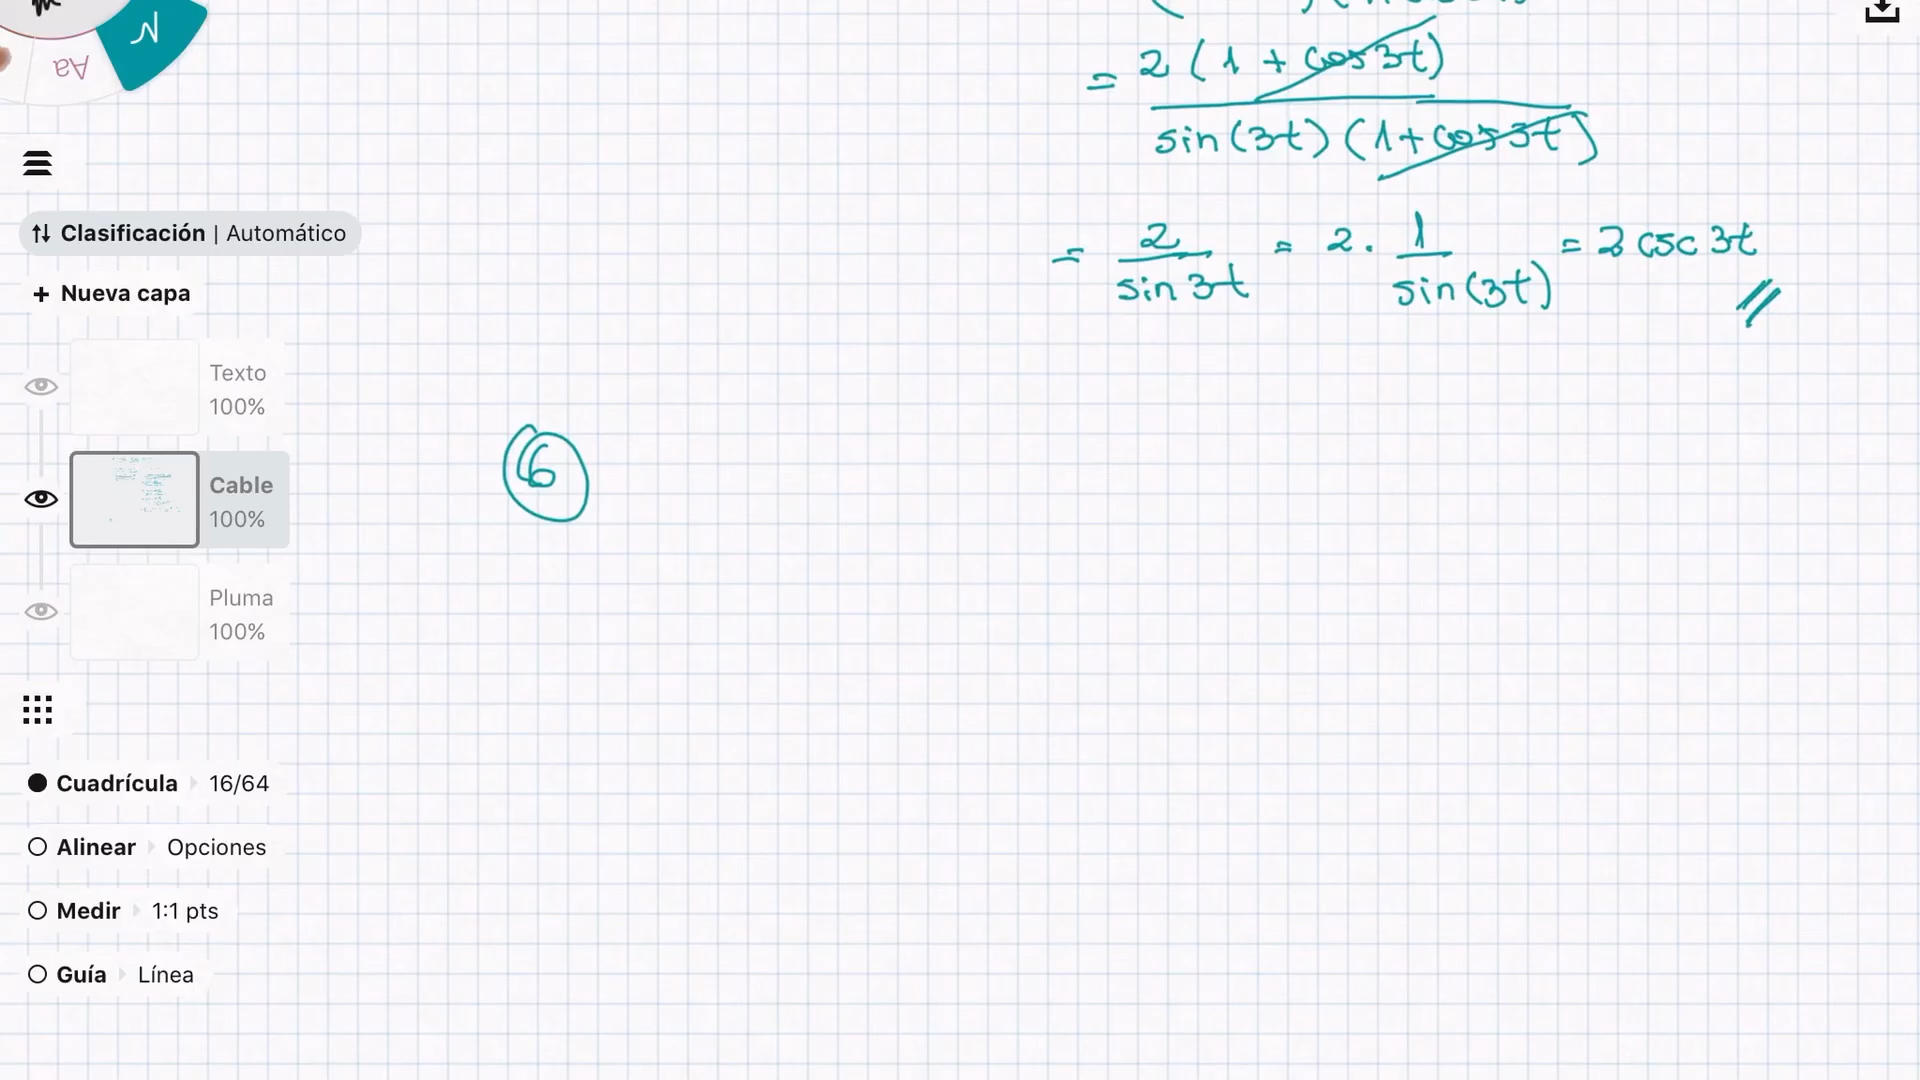 Aa
= 2 (1 + cos 3t)
sin(3t) (1 + cos 3t)
= 2 / sin 3t = 2 . 1 / sin(3t) = 2 csc 3t //
Clasificación | Automático
+ Nueva capa
Texto
100%
6
Cable
100%
Pluma
100%
Cuadrícula 16/64
Alinear Opciones
Medir 1:1 pts
Guía Línea